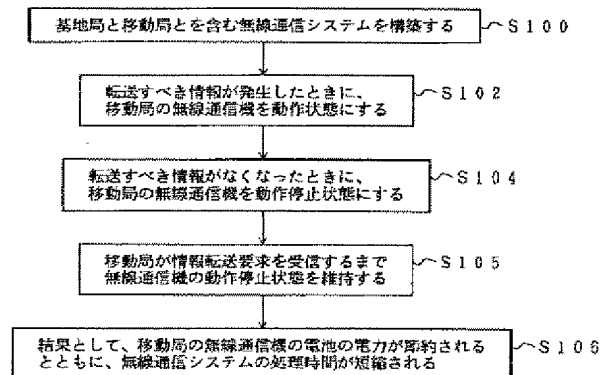 基地局と移動局とを含む無線通信システムを構築する
S100
転送すべき情報が発生したときに、
移動局の無線通信機を動作状態にする
S102
転送すべき情報がなくなったときに、
移動局の無線通信機を動作停止状態にする
S104
移動局が情報転送要求を受信するまで
無線通信機の動作停止状態を維持する
S105
結果として、移動局の無線通信機の電池の電力が節約される
とともに、無線通信システムの処理時間が短縮される
S106